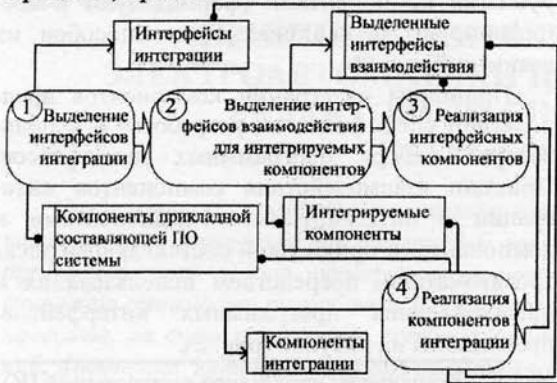 Интерфейсы
интеграции
Выделенные
интерфейсы
взаимодействия
1
Выделение
интерфейсов
интеграции
2
Выделение интер-
фейсов взаимодействия
для интегрируемых
компонентов
3
Реализация
интерфейсных
компонентов
Компоненты прикладной
составляющей ПО
системы
Интегрируемые
компоненты
4
Реализация
компонентов
интеграции
Компоненты
интеграции